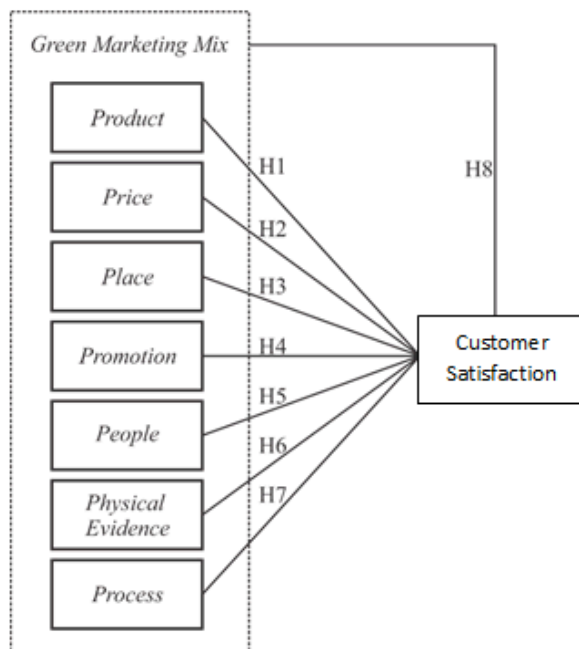 Green Marketing Mix
Product
H1
H8
Price
H2
Place
H3
Promotion
H4
Customer
Satisfaction
People
H5
H6
Physical
Evidence
H7
Process